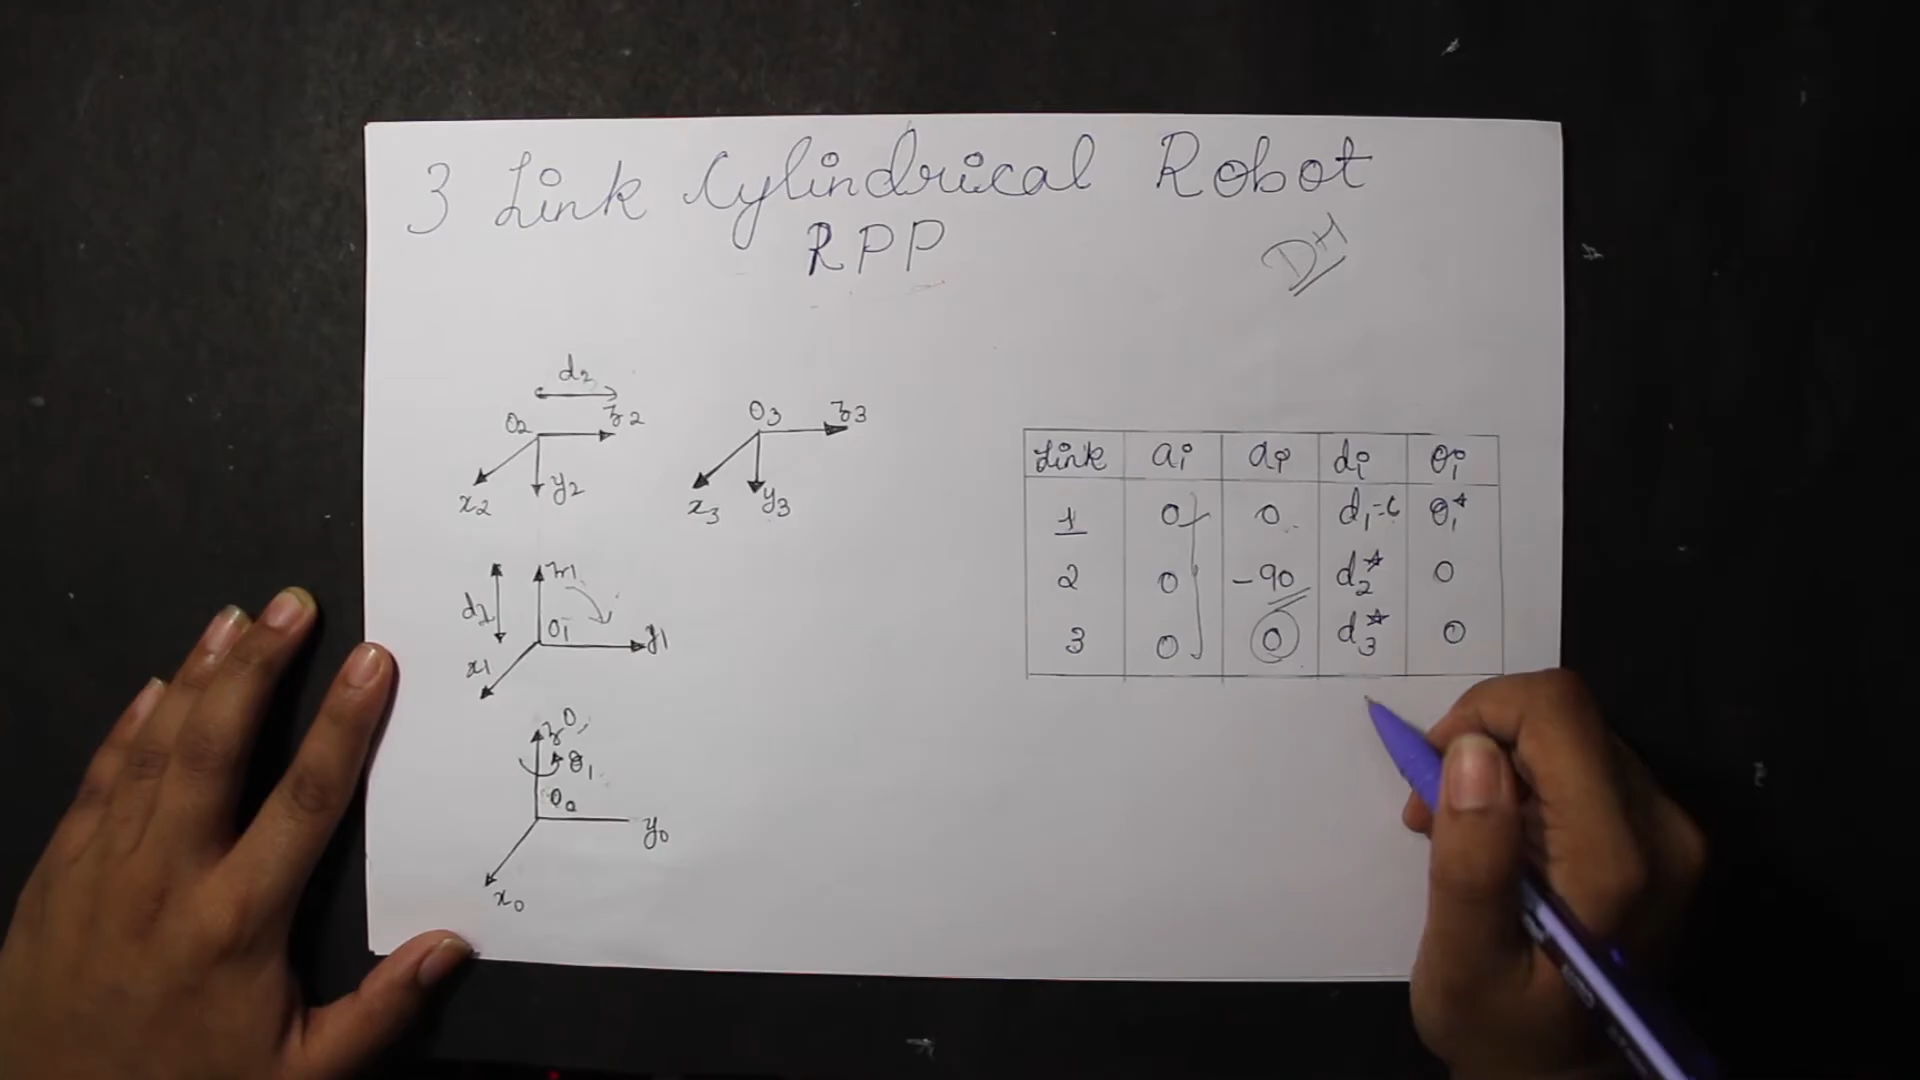 3 Link Cylindrical Robot
RPP
DH
d2
O2 z2
x2 y2
O3 z3
x3 y3
d2 z1
O1 y1
x1
z0
θ1
O0
y0
x0
Link ai αi di θi
1 0 0 d1=c θ1*
2 0 -90 d2* 0
3 0 0 d3* 0